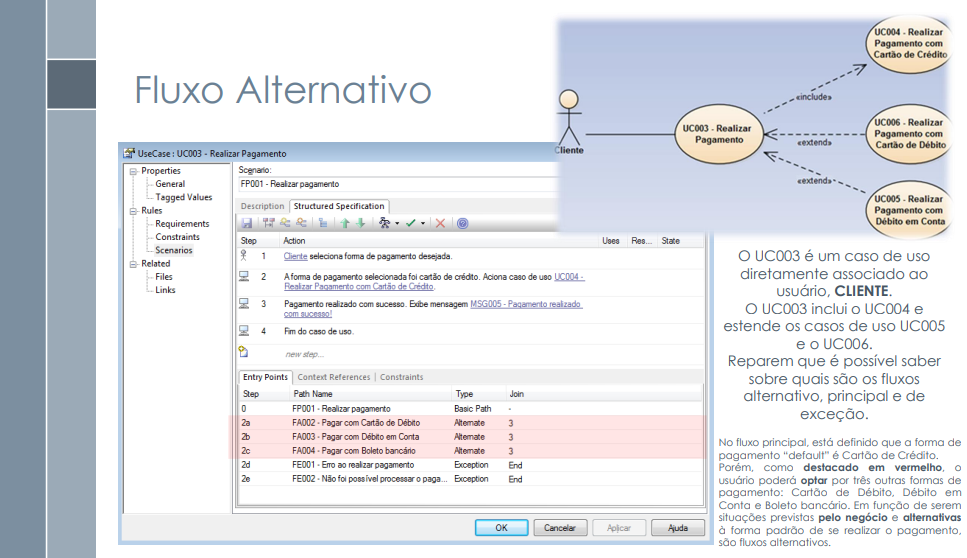 Fluxo Alternativo
UC004 - Realizar
Pagamento com
Cartão de Crédito
«include»
UC003 - Realizar
Pagamento
UC006 - Realizar
Pagamento com
Cartão de Débito
«extend»
Cliente
«extend»
UC005 - Realizar
Pagamento com
Débito em Conta
UseCase : UC003 - Realizar Pagamento
Properties
General
Tagged Values
Rules
Requirements
Constraints
Scenarios
Related
Files
Links
Scenario:
FP001 - Realizar pagamento
Description Structured Specification
Step Action Uses Res... State
1 Cliente seleciona forma de pagamento desejada.
2 A forma de pagamento selecionada foi cartão de crédito. Aciona caso de uso UC004 -
Realizar Pagamento com Cartão de Crédito.
3 Pagamento realizado com sucesso. Exibe mensagem MSG005 - Pagamento realizado
com sucesso!
4 Fim do caso de uso.
new step...
Entry Points Context References Constraints
Step Path Name Type Join
0 FP001 - Realizar pagamento Basic Path -
2a FA002 - Pagar com Cartão de Débito Alternate 3
2b FA003 - Pagar com Débito em Conta Alternate 3
2c FA004 - Pagar com Boleto bancário Alternate 3
2d FE001 - Erro ao realizar pagamento Exception End
2e FE002 - Não foi possível processar o paga... Exception End
OK Cancelar Aplicar Ajuda
O UC003 é um caso de uso
diretamente associado ao
usuário, CLIENTE.
O UC003 inclui o UC004 e
estende os casos de uso UC005
e o UC006.
Reparem que é possível saber
sobre quais são os fluxos
alternativo, principal e de
exceção.
No fluxo principal, está definido que a forma de
pagamento “default” é Cartão de Crédito.
Porém, como destacado em vermelho, o
usuário poderá optar por três outras formas de
pagamento: Cartão de Débito, Débito em
Conta e Boleto bancário. Em função de serem
situações previstas pelo negócio e alternativas
à forma padrão de se realizar o pagamento,
são fluxos alternativos.